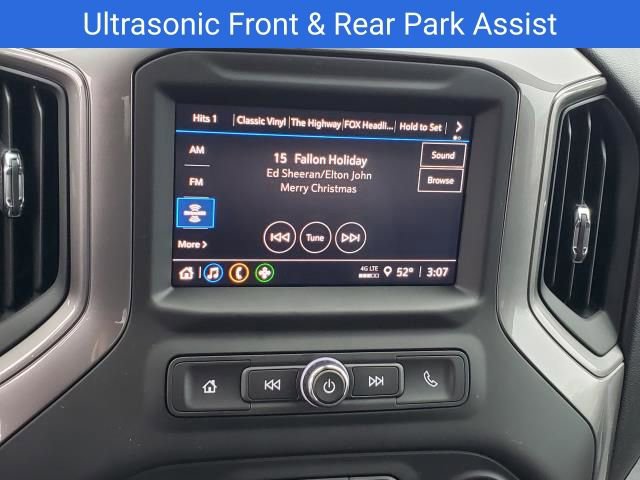 Ultrasonic Front & Rear Park Assist
Hits 1 Classic Vinyl The Highway FOX Headli... Hold to Set
AM
15 Fallon Holiday
Sound
Ed Sheeran/Elton John
FM
Browse
Merry Christmas
More >
Tune
4G LTE
52° 3:07